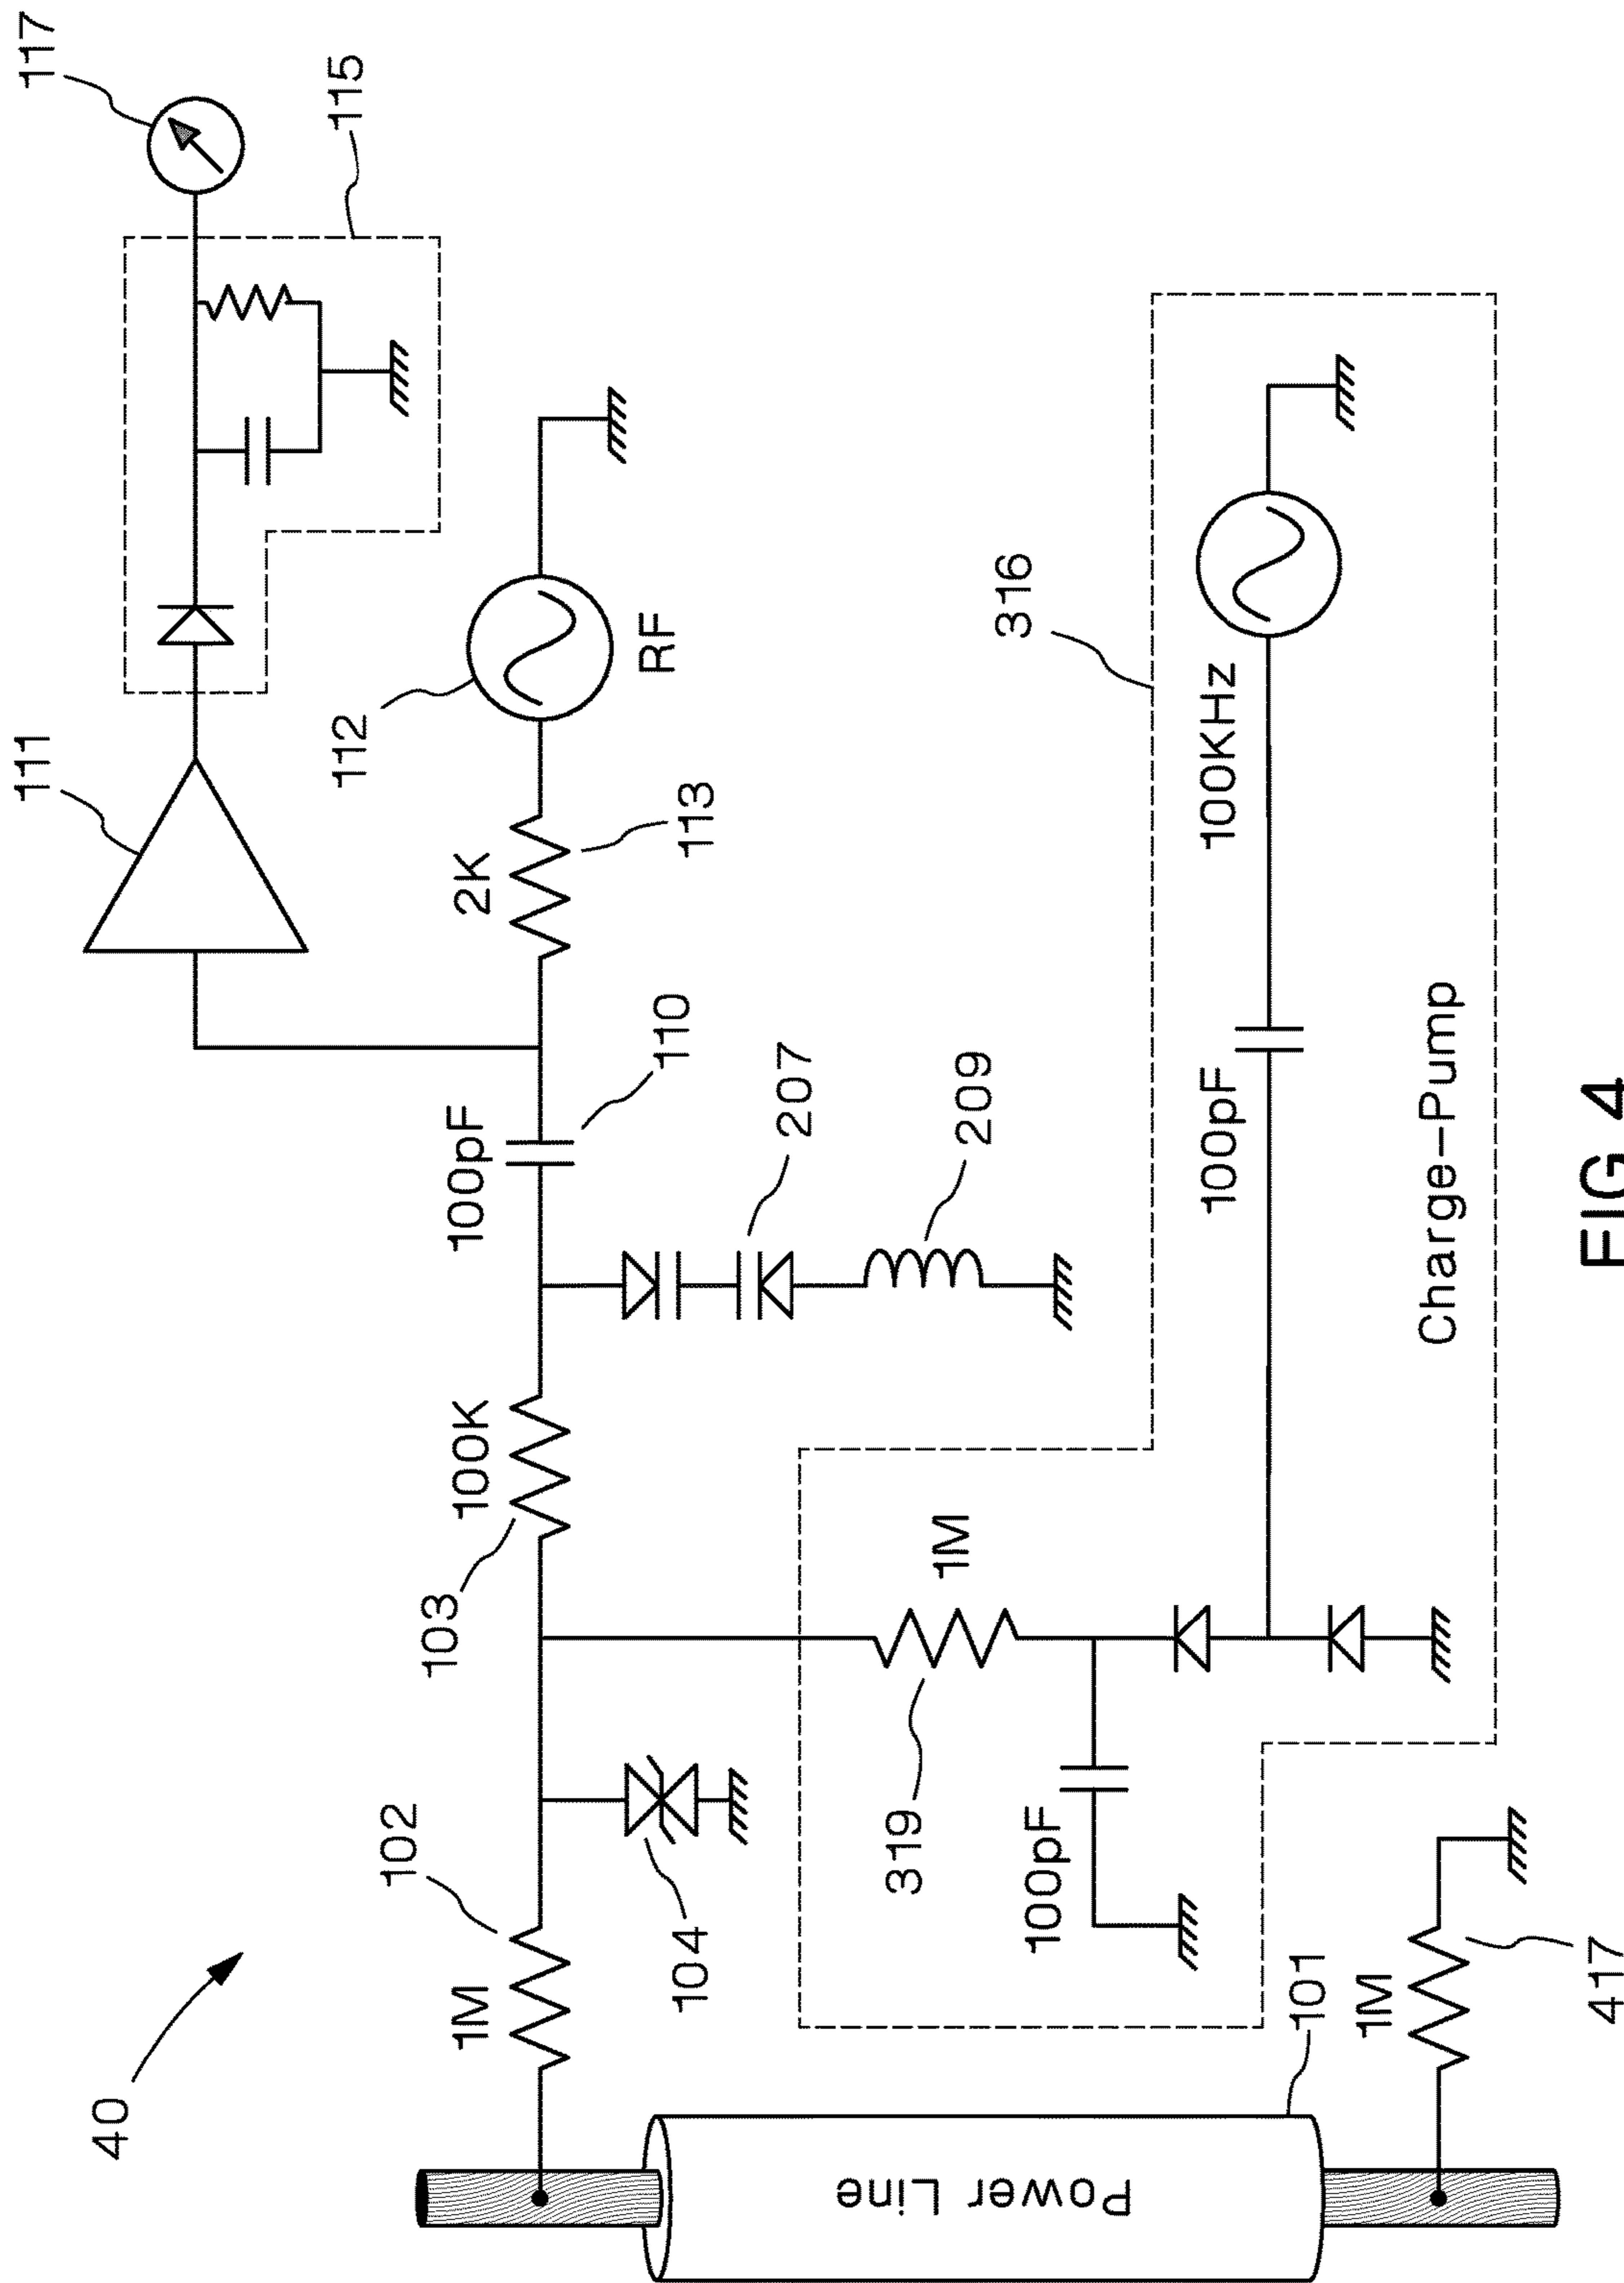 40
117
115
111
112
RF
2K
113
110
100pF
207
209
100K
103
102
1M
104
316
100KHz
100pF
Charge-Pump
1M
319
100pF
101
1M
417
Power Line
FIG 4